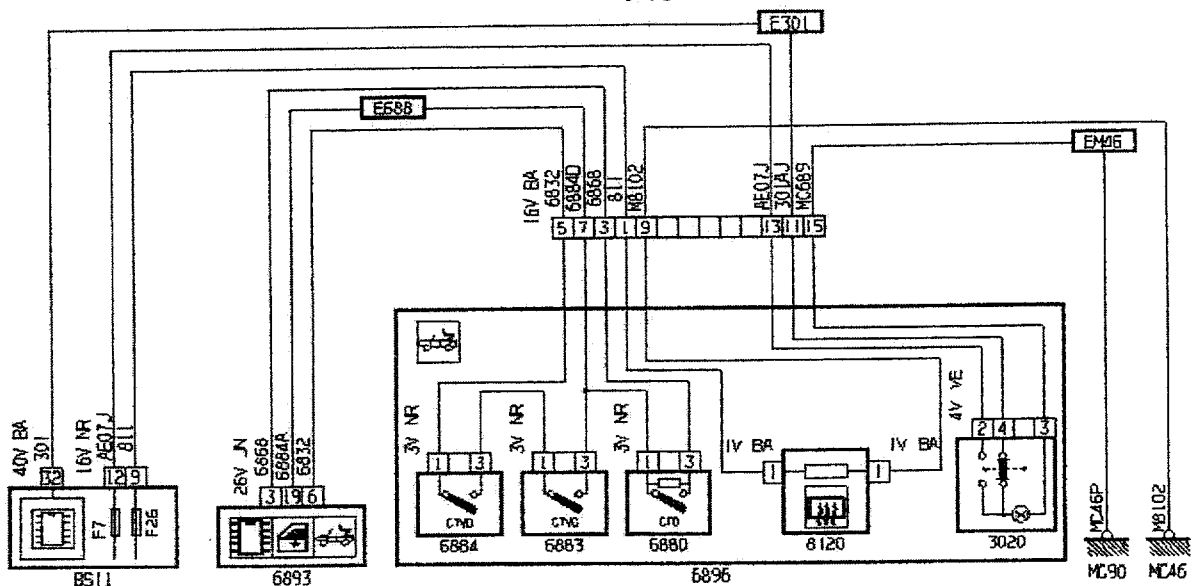 E301
E688
EM46
16V BA
6832
6884D
6868
811
M8102
AE07J
301AJ
MC689
5 7 3 1 9 13 11 15
40V BA
301
16V NR
AE07J
811
26V JN
6868
6884A
6832
3V NR
3V NR
3V NR
1V BA
1V BA
4V VE
32
12 9
F7
F26
3 19 6
1 3
1 3
1 3
1
1
2 4 3
CTVD
CTVG
CTO
BSI1
6893
6884
6883
6880
8120
3020
6896
MC46P
M8102
MC90
MC46